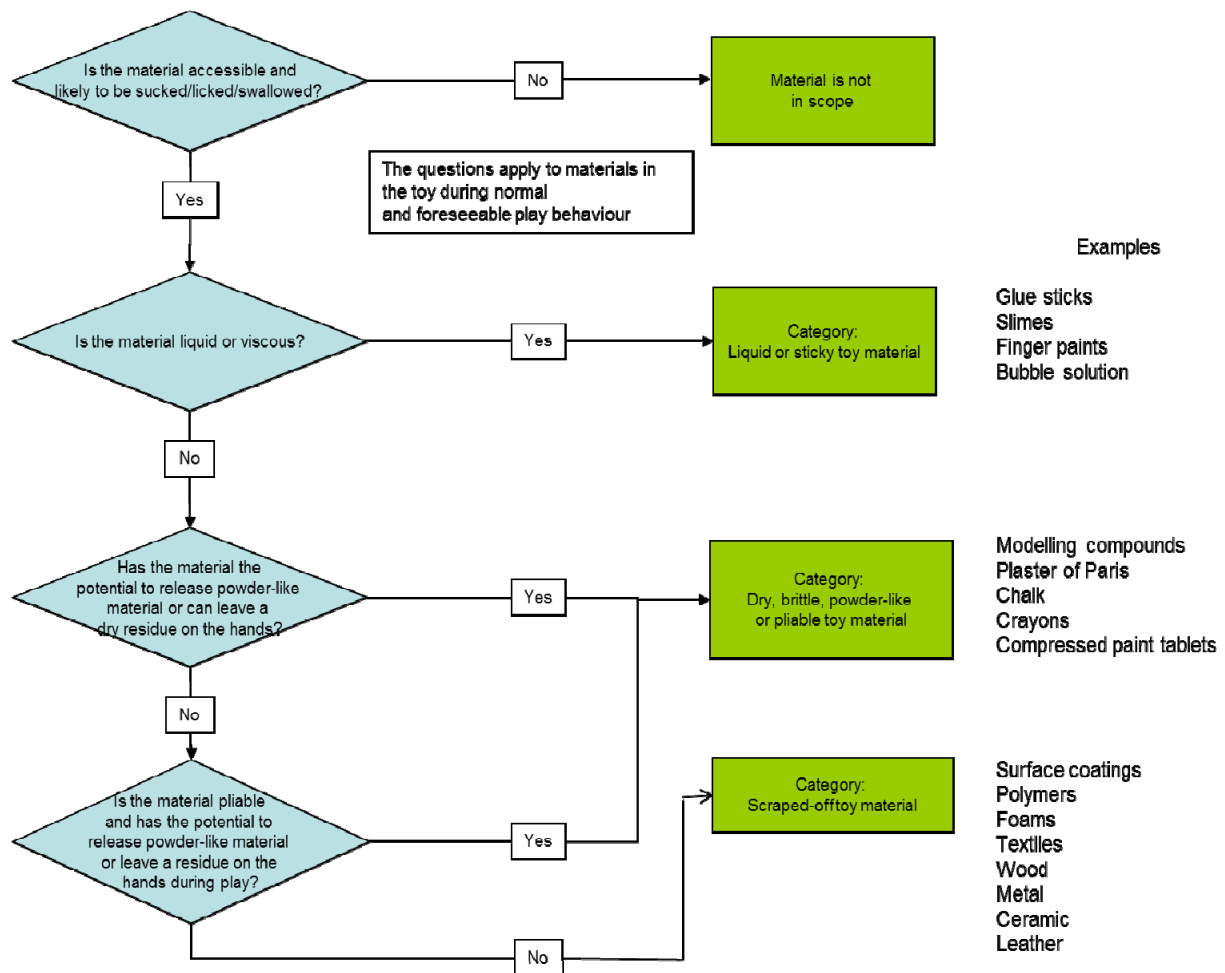 Is the material accessible and
likely to be sucked/licked/swallowed?
No
Material is not
in scope
The questions apply to materials in
the toy during normal
and foreseeable play behaviour
Yes
Examples
Is the material liquid or viscous?
Yes
Category:
Liquid or sticky toy material
Glue sticks
Slimes
Finger paints
Bubble solution
No
Has the material the
potential to release powder-like
material or can leave a
dry residue on the hands?
Yes
Category:
Dry, brittle, powder-like
or pliable toy material
Modelling compounds
Plaster of Paris
Chalk
Crayons
Compressed paint tablets
No
Is the material pliable
and has the potential to
release powder-like material
or leave a residue on the
hands during play?
Yes
Category:
Scraped-off toy material
Surface coatings
Polymers
Foams
Textiles
Wood
Metal
Ceramic
Leather
No